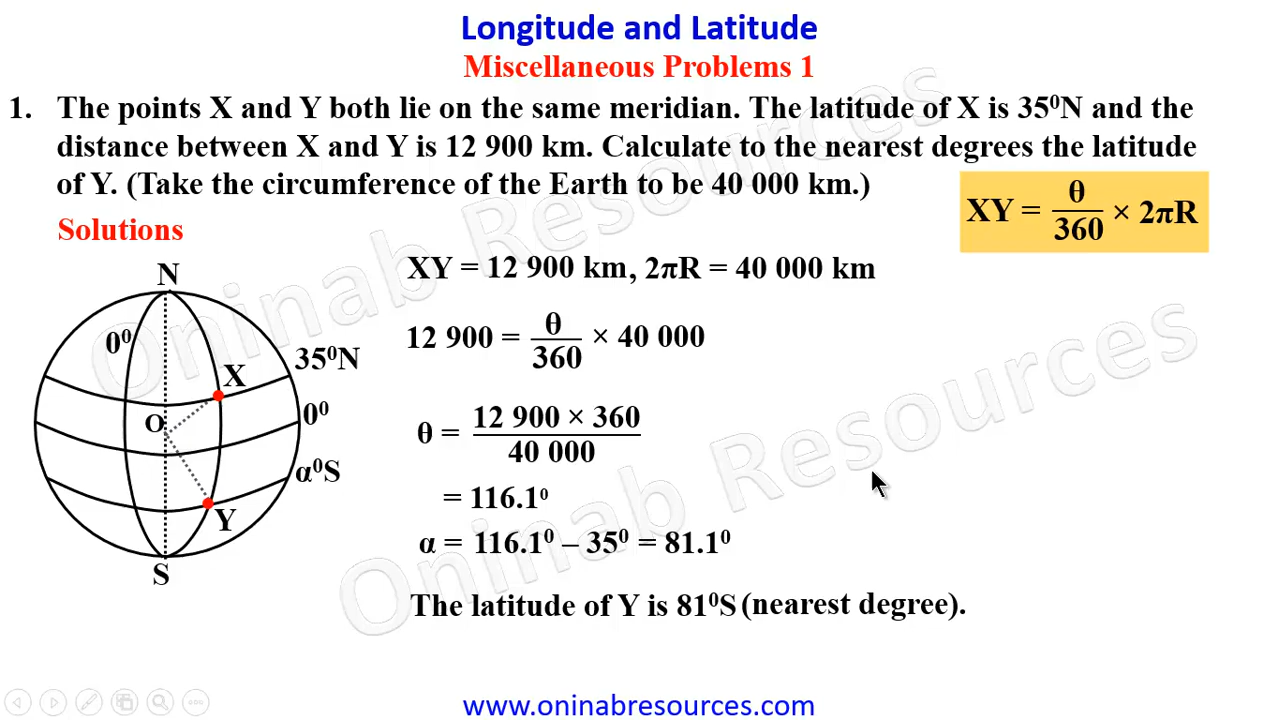 Longitude and Latitude
Miscellaneous Problems 1
1. The points X and Y both lie on the same meridian. The latitude of X is 35⁰N and the
distance between X and Y is 12 900 km. Calculate to the nearest degrees the latitude
of Y. (Take the circumference of the Earth to be 40 000 km.)
XY = θ/360 × 2πR
Solutions
XY = 12 900 km, 2πR = 40 000 km
12 900 = θ/360 × 40 000
θ = 12 900 × 360/40 000
= 116.1⁰
α = 116.1⁰ – 35⁰ = 81.1⁰
The latitude of Y is 81⁰S (nearest degree).
N
0⁰
35⁰N
X
O
0⁰
α⁰S
Y
S
Oninab Resources
Oninab Resources
www.oninabresources.com